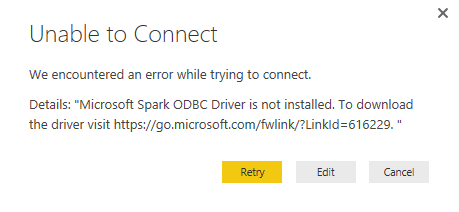 Unable to Connect
We encountered an error while trying to connect.
Details: "Microsoft Spark ODBC Driver is not installed. To download
the driver visit https://go.microsoft.com/fwlink/?LinkId=616229. "
Retry
Edit
Cancel